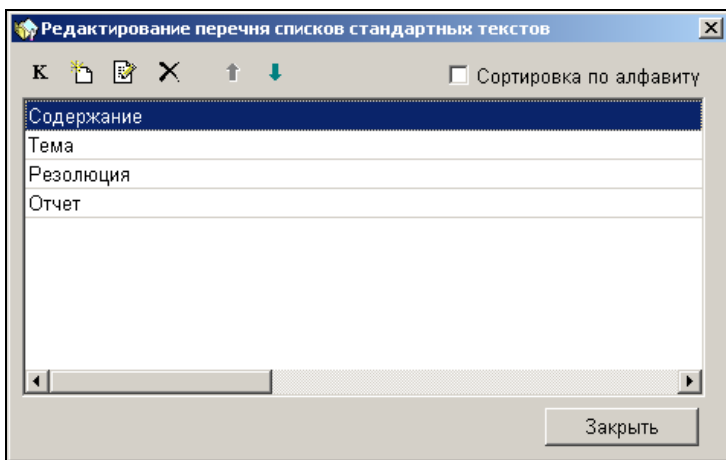 Редактирование перечня списков стандартных текстов
К
Сортировка по алфавиту
Содержание
Тема
Резолюция
Отчет
Закрыть